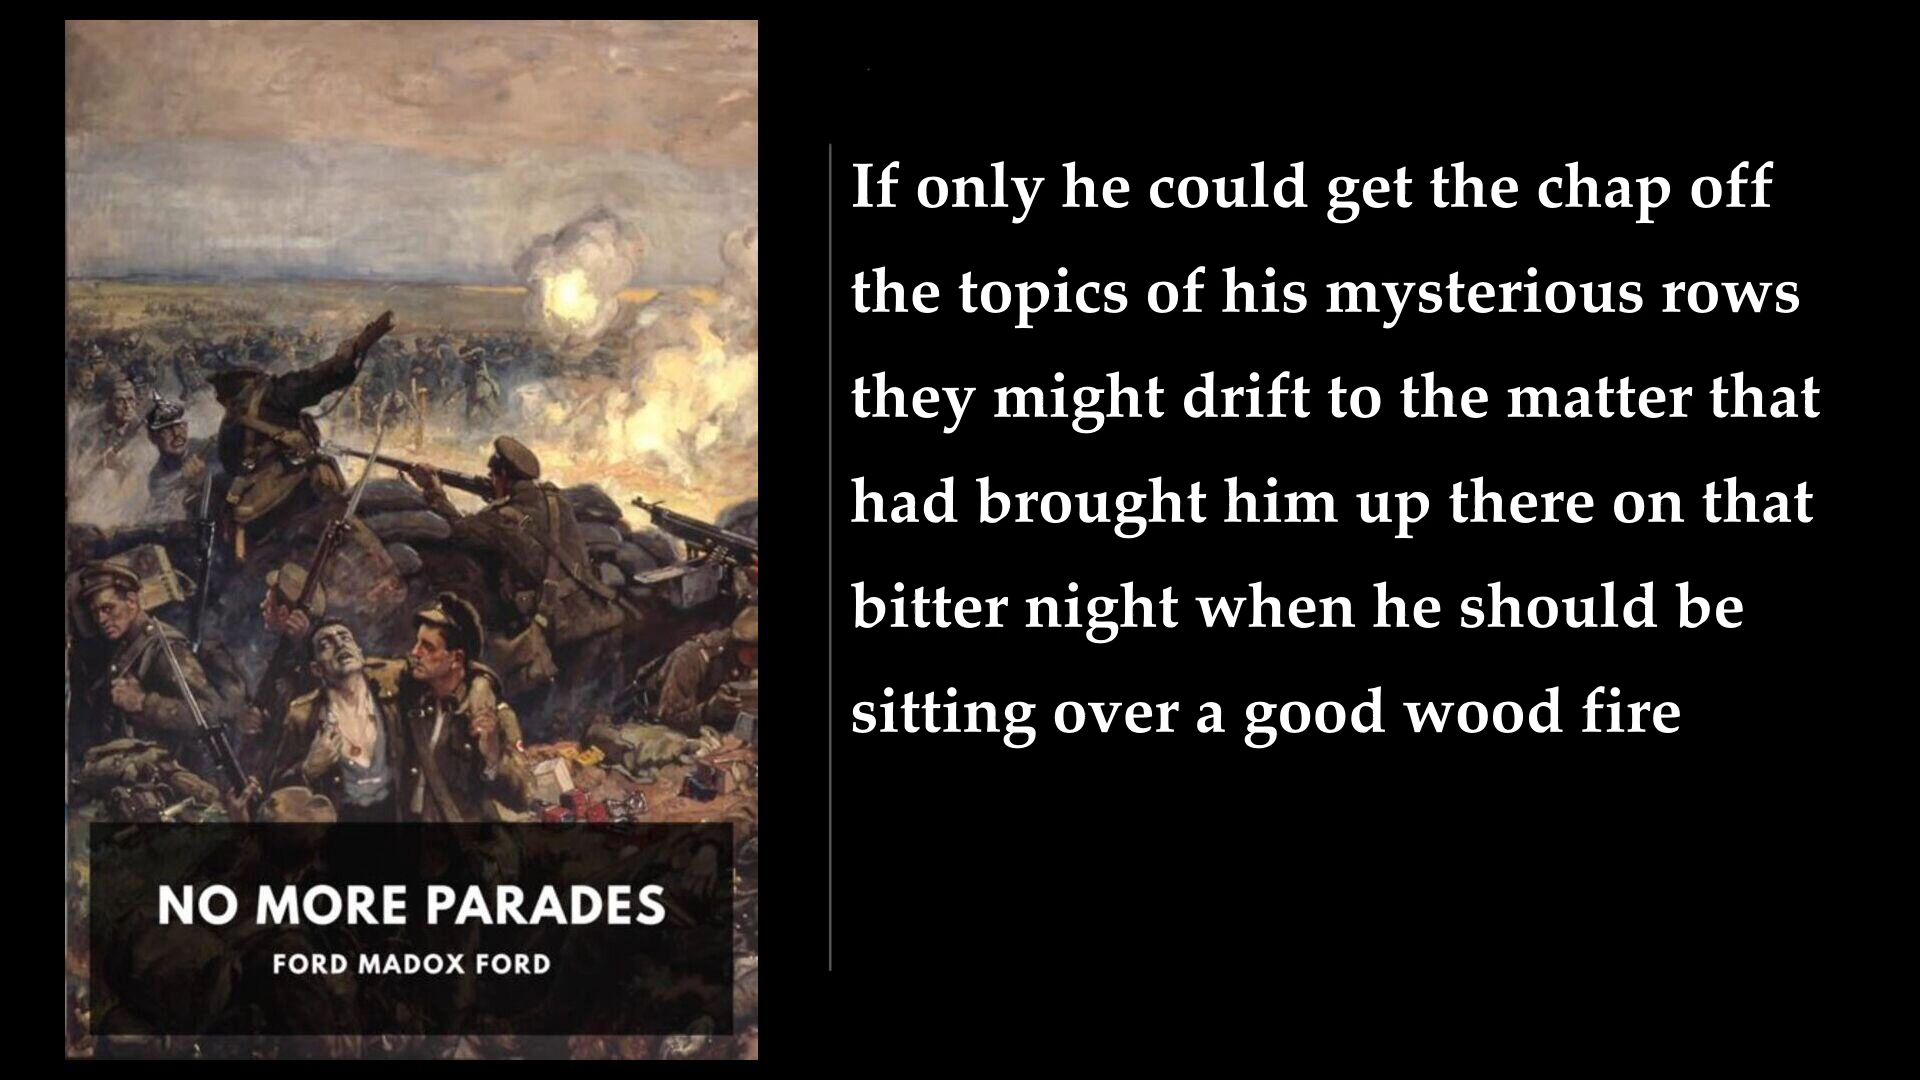 If only he could get the chap off
the topics of his mysterious rows
they might drift to the matter that
had brought him up there on that
bitter night when he should be
sitting over a good wood fire
NO MORE PARADES
FORD MADOX FORD